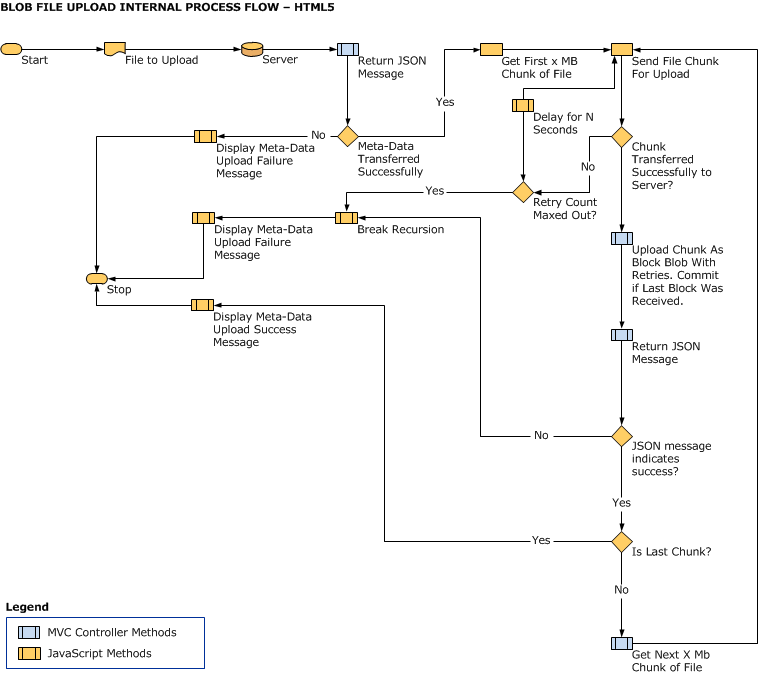 BLOB FILE UPLOAD INTERNAL PROCESS FLOW – HTML5
Start
File to Upload
Server
Return JSON
Message
Get First x MB
Chunk of File
Send File Chunk
For Upload
Yes
Delay for N
Seconds
No
Display Meta-Data
Upload Failure
Message
Meta-Data
Transferred
Successfully
Chunk
Transferred
Successfully to
Server?
No
Yes
Retry Count
Maxed Out?
Display Meta-Data
Upload Failure
Message
Break Recursion
Upload Chunk As
Block Blob With
Retries. Commit
if Last Block Was
Received.
Stop
Display Meta-Data
Upload Success
Message
Return JSON
Message
No
JSON message
indicates
success?
Yes
Yes
Is Last Chunk?
No
Get Next X Mb
Chunk of File
Legend
MVC Controller Methods
JavaScript Methods